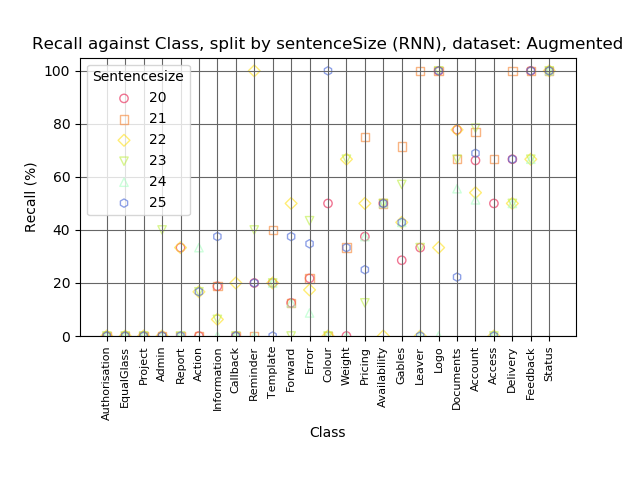 Recall against Class, split by sentenceSize (RNN), dataset: Augmented
Sentencesize
20
21
22
23
24
25
Recall (%)
100
80
60
40
20
0
Authorisation
EqualGlass
Project
Admin
Report
Action
Information
Callback
Reminder
Template
Forward
Error
Colour
Weight
Pricing
Availability
Gables
Leaver
Logo
Documents
Account
Access
Delivery
Feedback
Status
Class